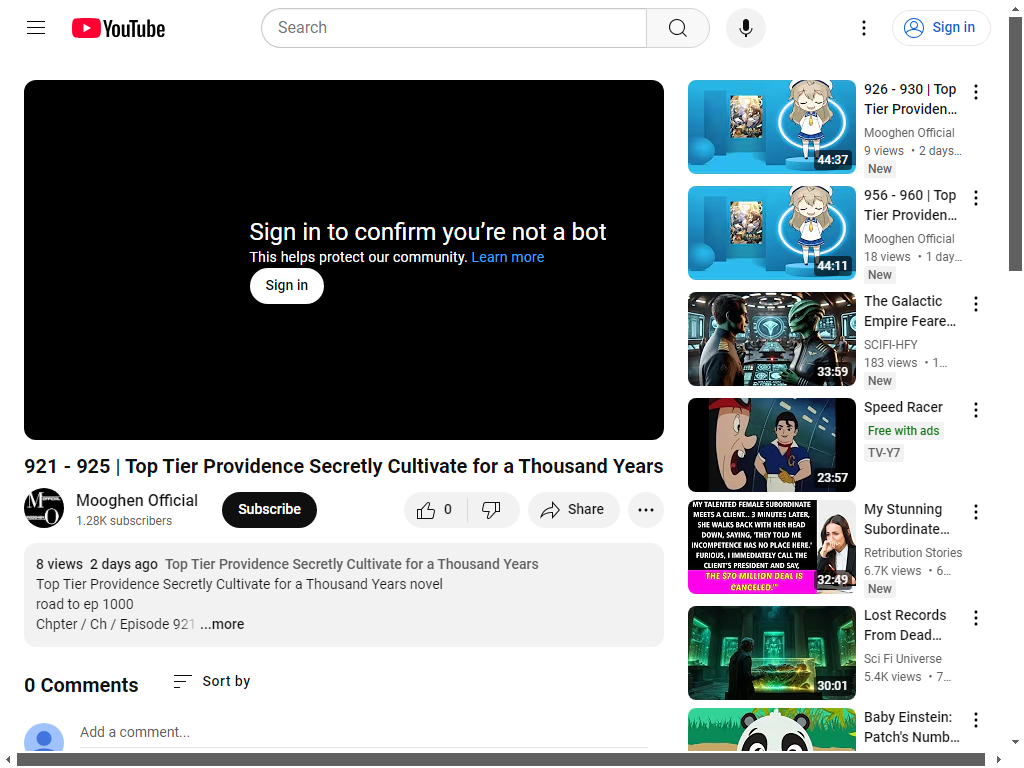 YouTube
Search
Sign in
Sign in to confirm you’re not a bot
This helps protect our community. Learn more
Sign in
921 - 925 | Top Tier Providence Secretly Cultivate for a Thousand Years
Mooghen Official
1.28K subscribers
Subscribe
0
Share
8 views 2 days ago Top Tier Providence Secretly Cultivate for a Thousand Years
Top Tier Providence Secretly Cultivate for a Thousand Years novel
road to ep 1000
Chpter / Ch / Episode 921 ...more
0 Comments
Sort by
Add a comment...
44:37
926 - 930 | Top
Tier Providen...
Mooghen Official
9 views • 2 days...
New
44:11
956 - 960 | Top
Tier Providen...
Mooghen Official
18 views • 1 day...
New
33:59
The Galactic
Empire Feare...
SCIFI-HFY
183 views • 1...
New
23:57
Speed Racer
Free with ads
TV-Y7
MY TALENTED FEMALE SUBORDINATE
MEETS A CLIENT... 3 MINUTES LATER,
SHE WALKS BACK WITH HER HEAD
DOWN, SAYING, 'THEY TOLD ME
INCOMPETENCE HAS NO PLACE HERE.'
FURIOUS, I IMMEDIATELY CALL THE
CLIENT'S PRESIDENT AND SAY,
THE $70 MILLION DEAL IS
CANCELED.'"
32:49
My Stunning
Subordinate...
Retribution Stories
6.7K views • 6...
New
30:01
Lost Records
From Dead...
Sci Fi Universe
5.4K views • 7...
Baby Einstein:
Patch's Numb...